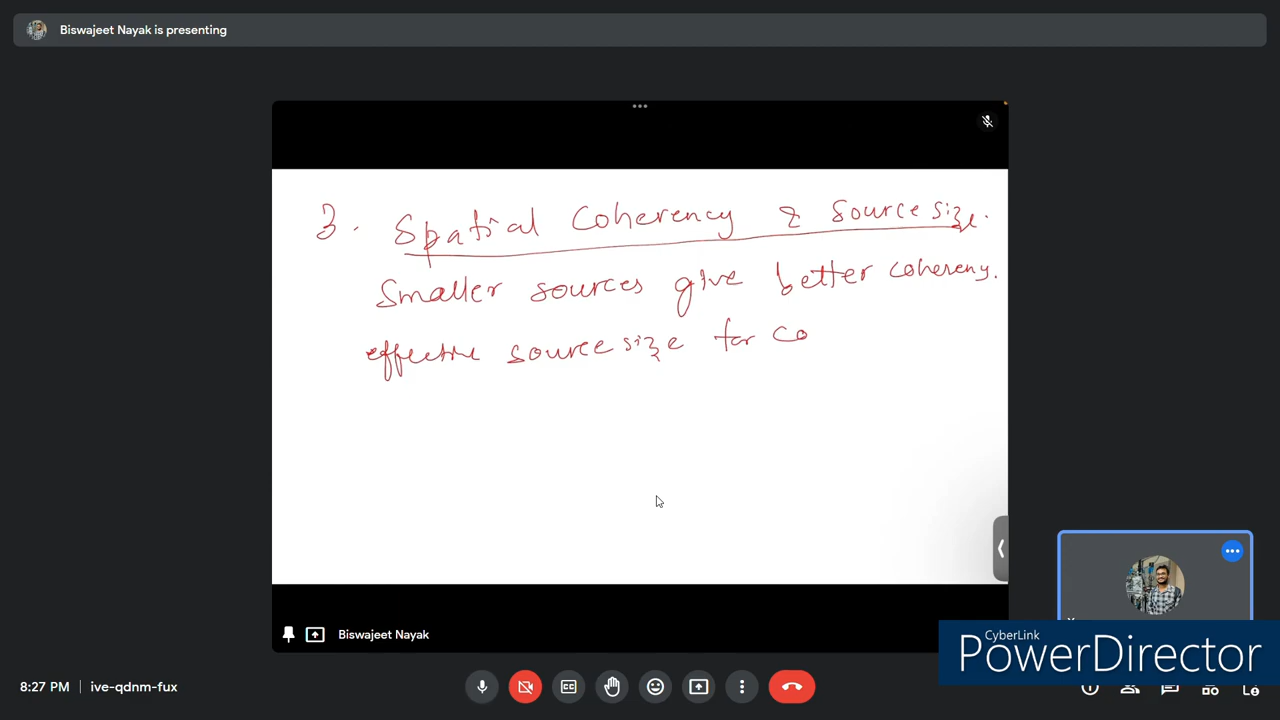 Biswajeet Nayak is presenting
3. Spatial Coherency & Source size.
Smaller sources give better coherency.
effective source size for co
Biswajeet Nayak
8:27 PM | ive-qdnm-fux
CyberLink
PowerDirector